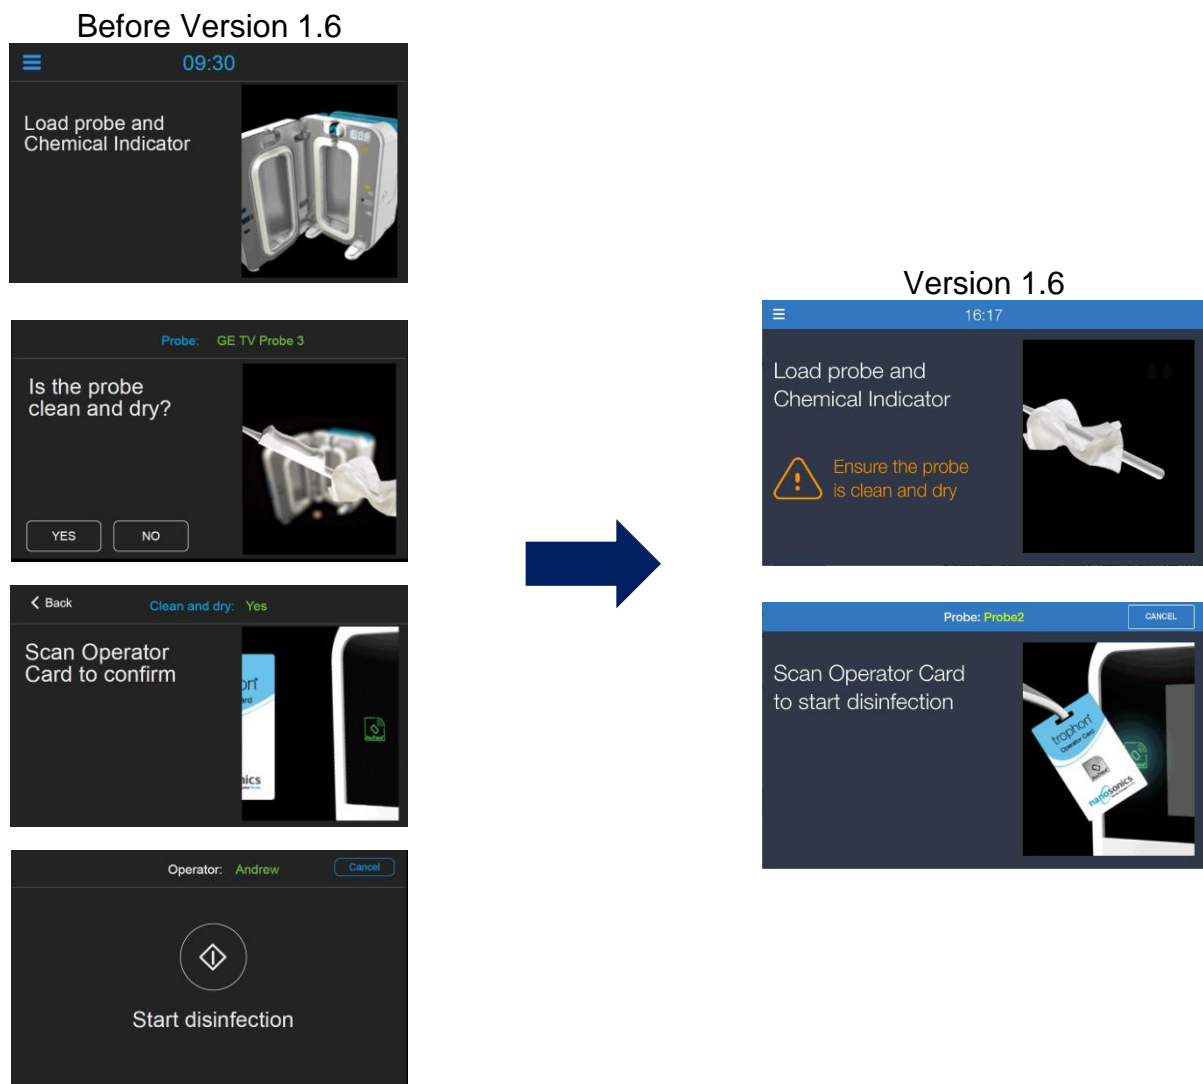 Before Version 1.6
09:30
Load probe and
Chemical Indicator
Probe: GE TV Probe 3
Is the probe
clean and dry?
YES NO
Back Clean and dry: Yes
Scan Operator
Card to confirm
Operator: Andrew Cancel
Start disinfection
Version 1.6
16:17
Load probe and
Chemical Indicator
Ensure the probe
is clean and dry
Probe: Probe2 CANCEL
Scan Operator Card
to start disinfection
trophon
Operator Card
nanosonics